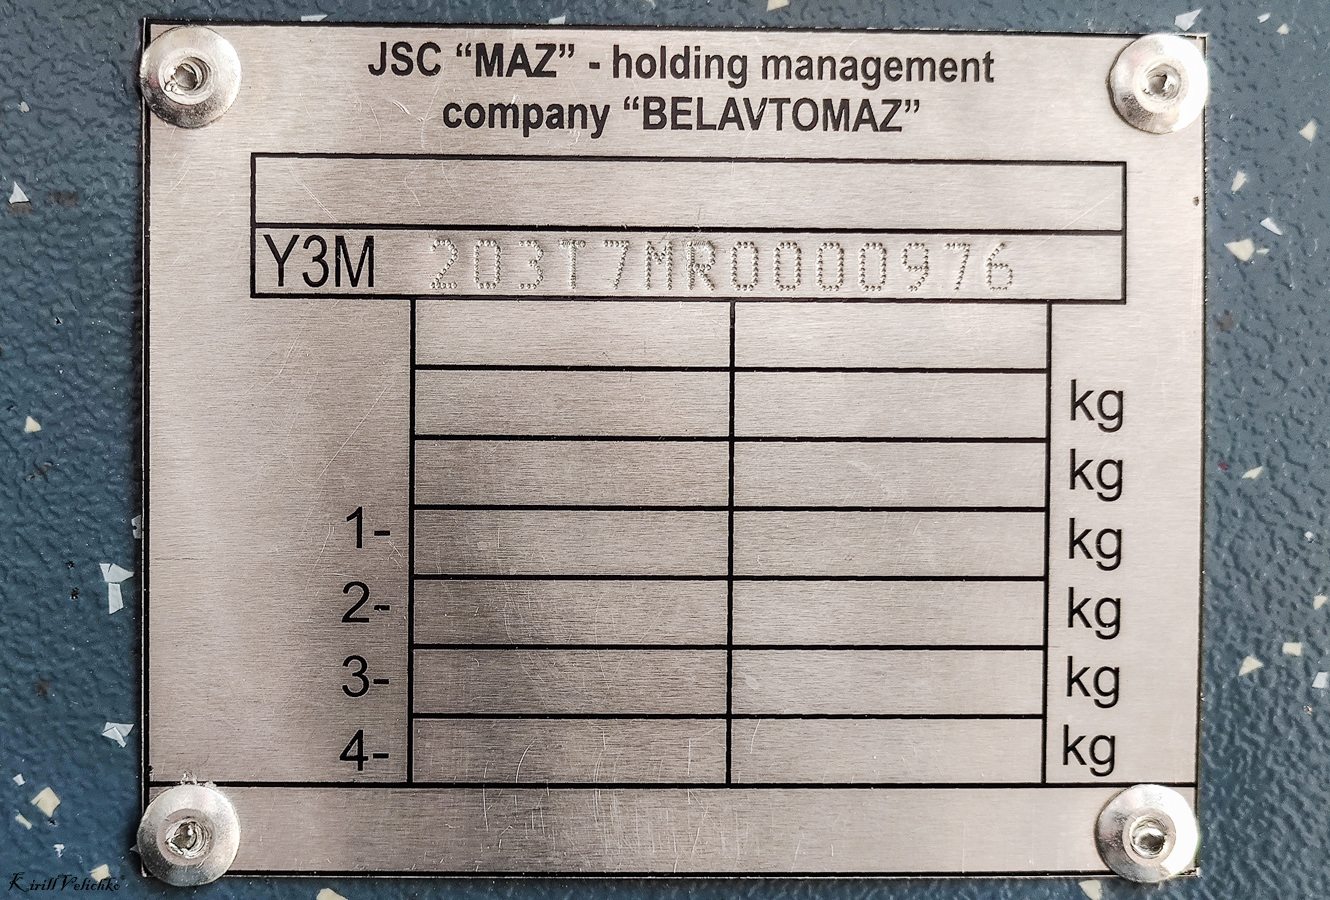 JSC “MAZ” - holding management
company “BELAVTOMAZ”
Y3M 203T7MR0000976
kg
kg
1- kg
2- kg
3- kg
4- kg
Kirill Velichko